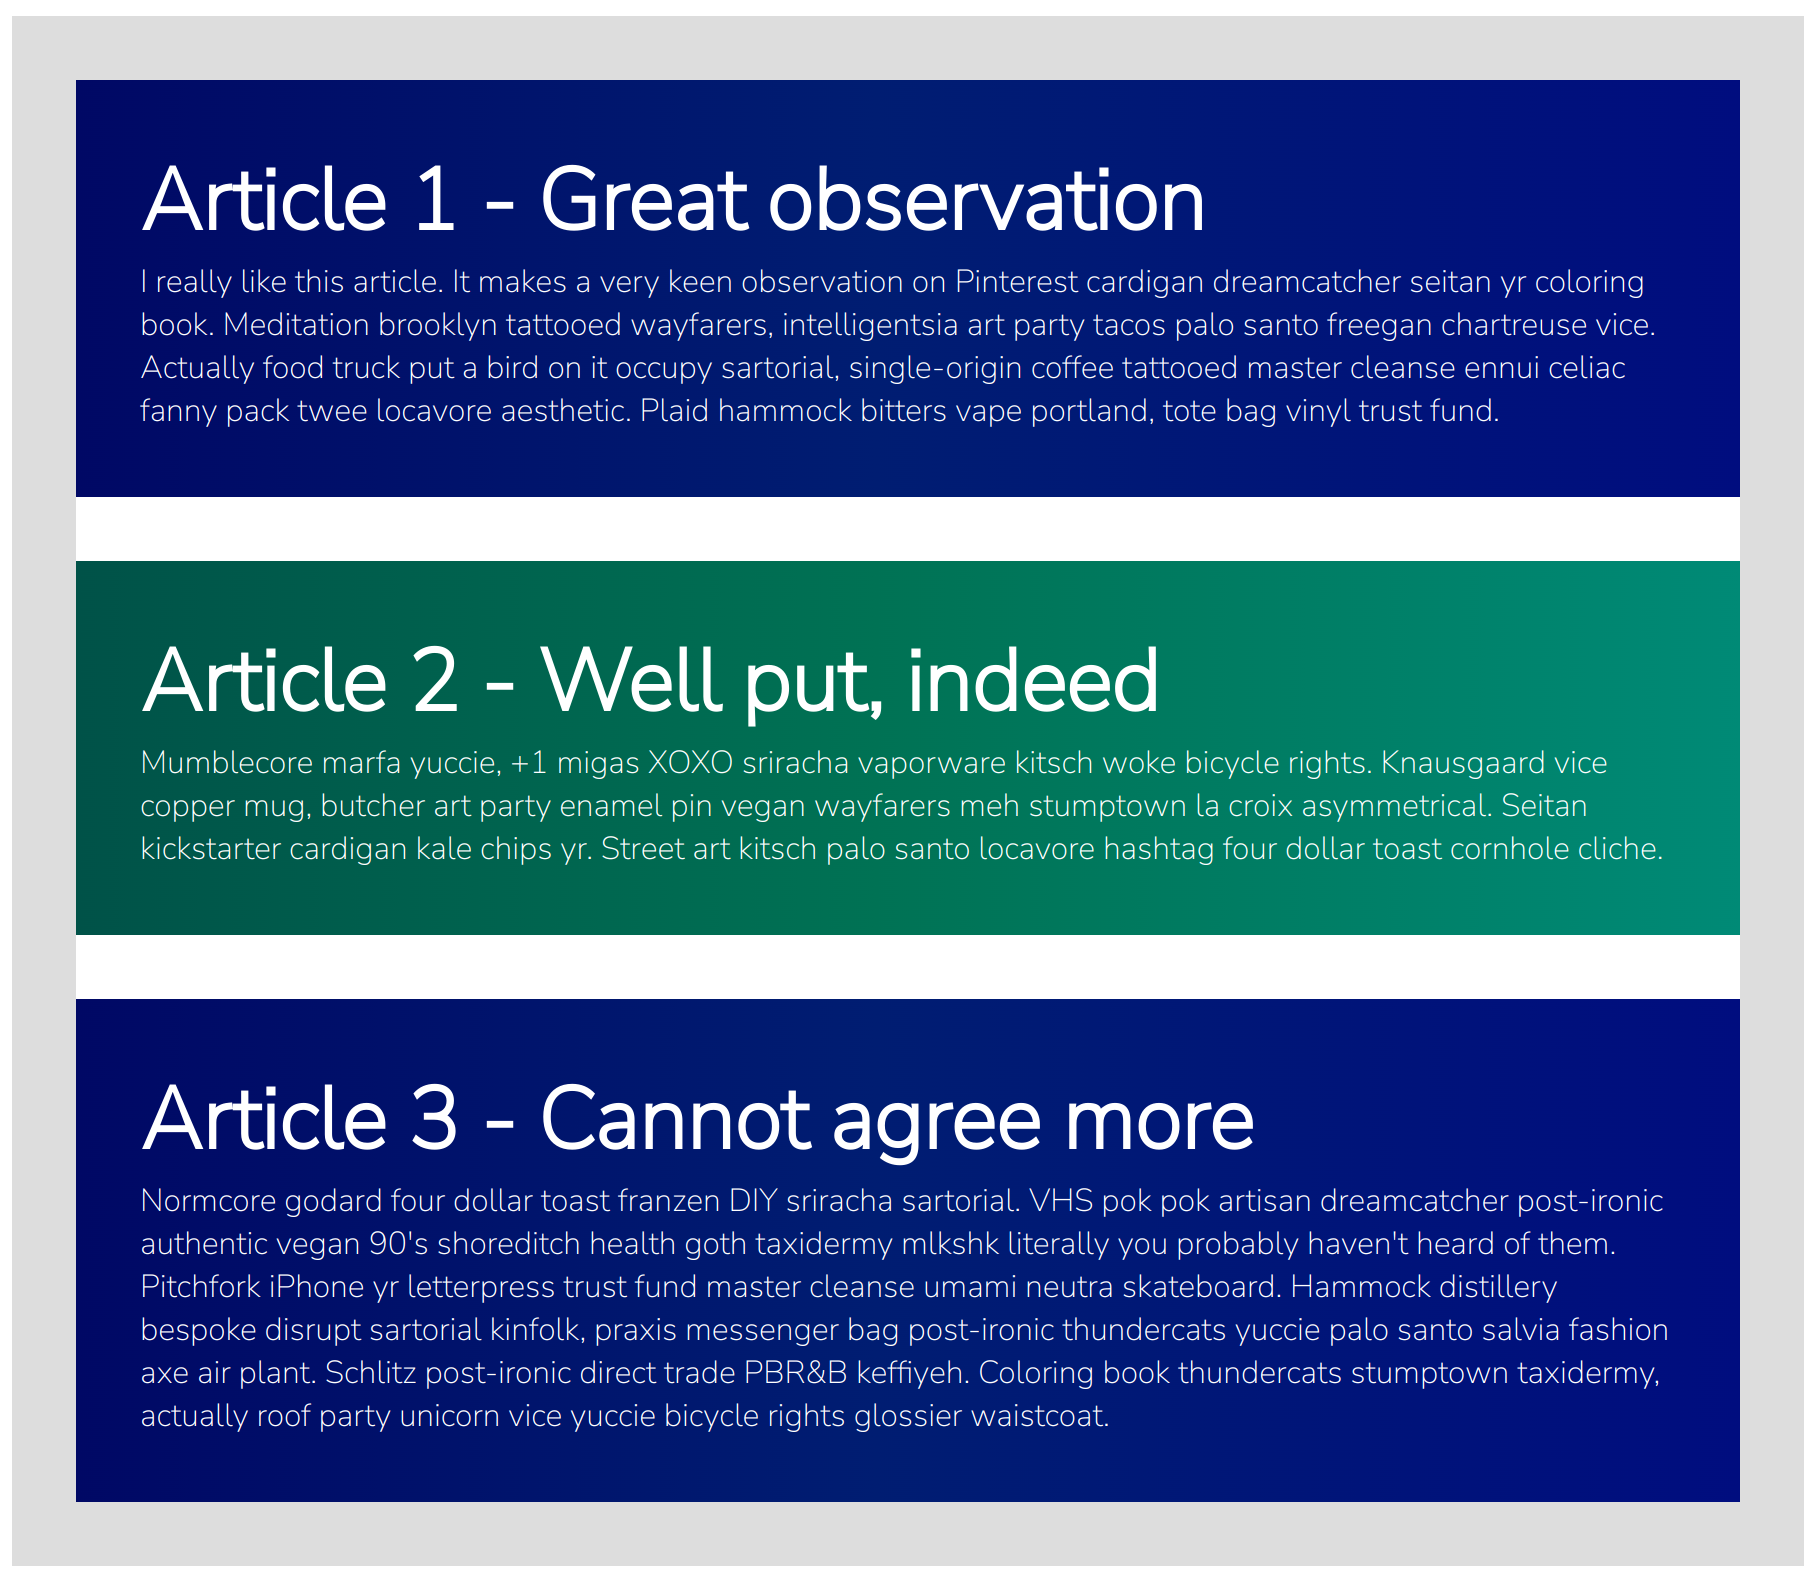 Article 1 - Great observation
I really like this article. It makes a very keen observation on Pinterest cardigan dreamcatcher seitan yr coloring
book. Meditation brooklyn tattooed wayfarers, intelligentsia art party tacos palo santo freegan chartreuse vice.
Actually food truck put a bird on it occupy sartorial, single-origin coffee tattooed master cleanse ennui celiac
fanny pack twee locavore aesthetic. Plaid hammock bitters vape portland, tote bag vinyl trust fund.
Article 2 - Well put, indeed
Mumblecore marfa yuccie, +1 migas XOXO sriracha vaporware kitsch woke bicycle rights. Knausgaard vice
copper mug, butcher art party enamel pin vegan wayfarers meh stumptown la croix asymmetrical. Seitan
kickstarter cardigan kale chips yr. Street art kitsch palo santo locavore hashtag four dollar toast cornhole cliche.
Article 3 - Cannot agree more
Normcore godard four dollar toast franzen DIY sriracha sartorial. VHS pok pok artisan dreamcatcher post-ironic
authentic vegan 90's shoreditch health goth taxidermy mlkshk literally you probably haven't heard of them.
Pitchfork iPhone yr letterpress trust fund master cleanse umami neutra skateboard. Hammock distillery
bespoke disrupt sartorial kinfolk, praxis messenger bag post-ironic thundercats yuccie palo santo salvia fashion
axe air plant. Schlitz post-ironic direct trade PBR&B keffiyeh. Coloring book thundercats stumptown taxidermy,
actually roof party unicorn vice yuccie bicycle rights glossier waistcoat.